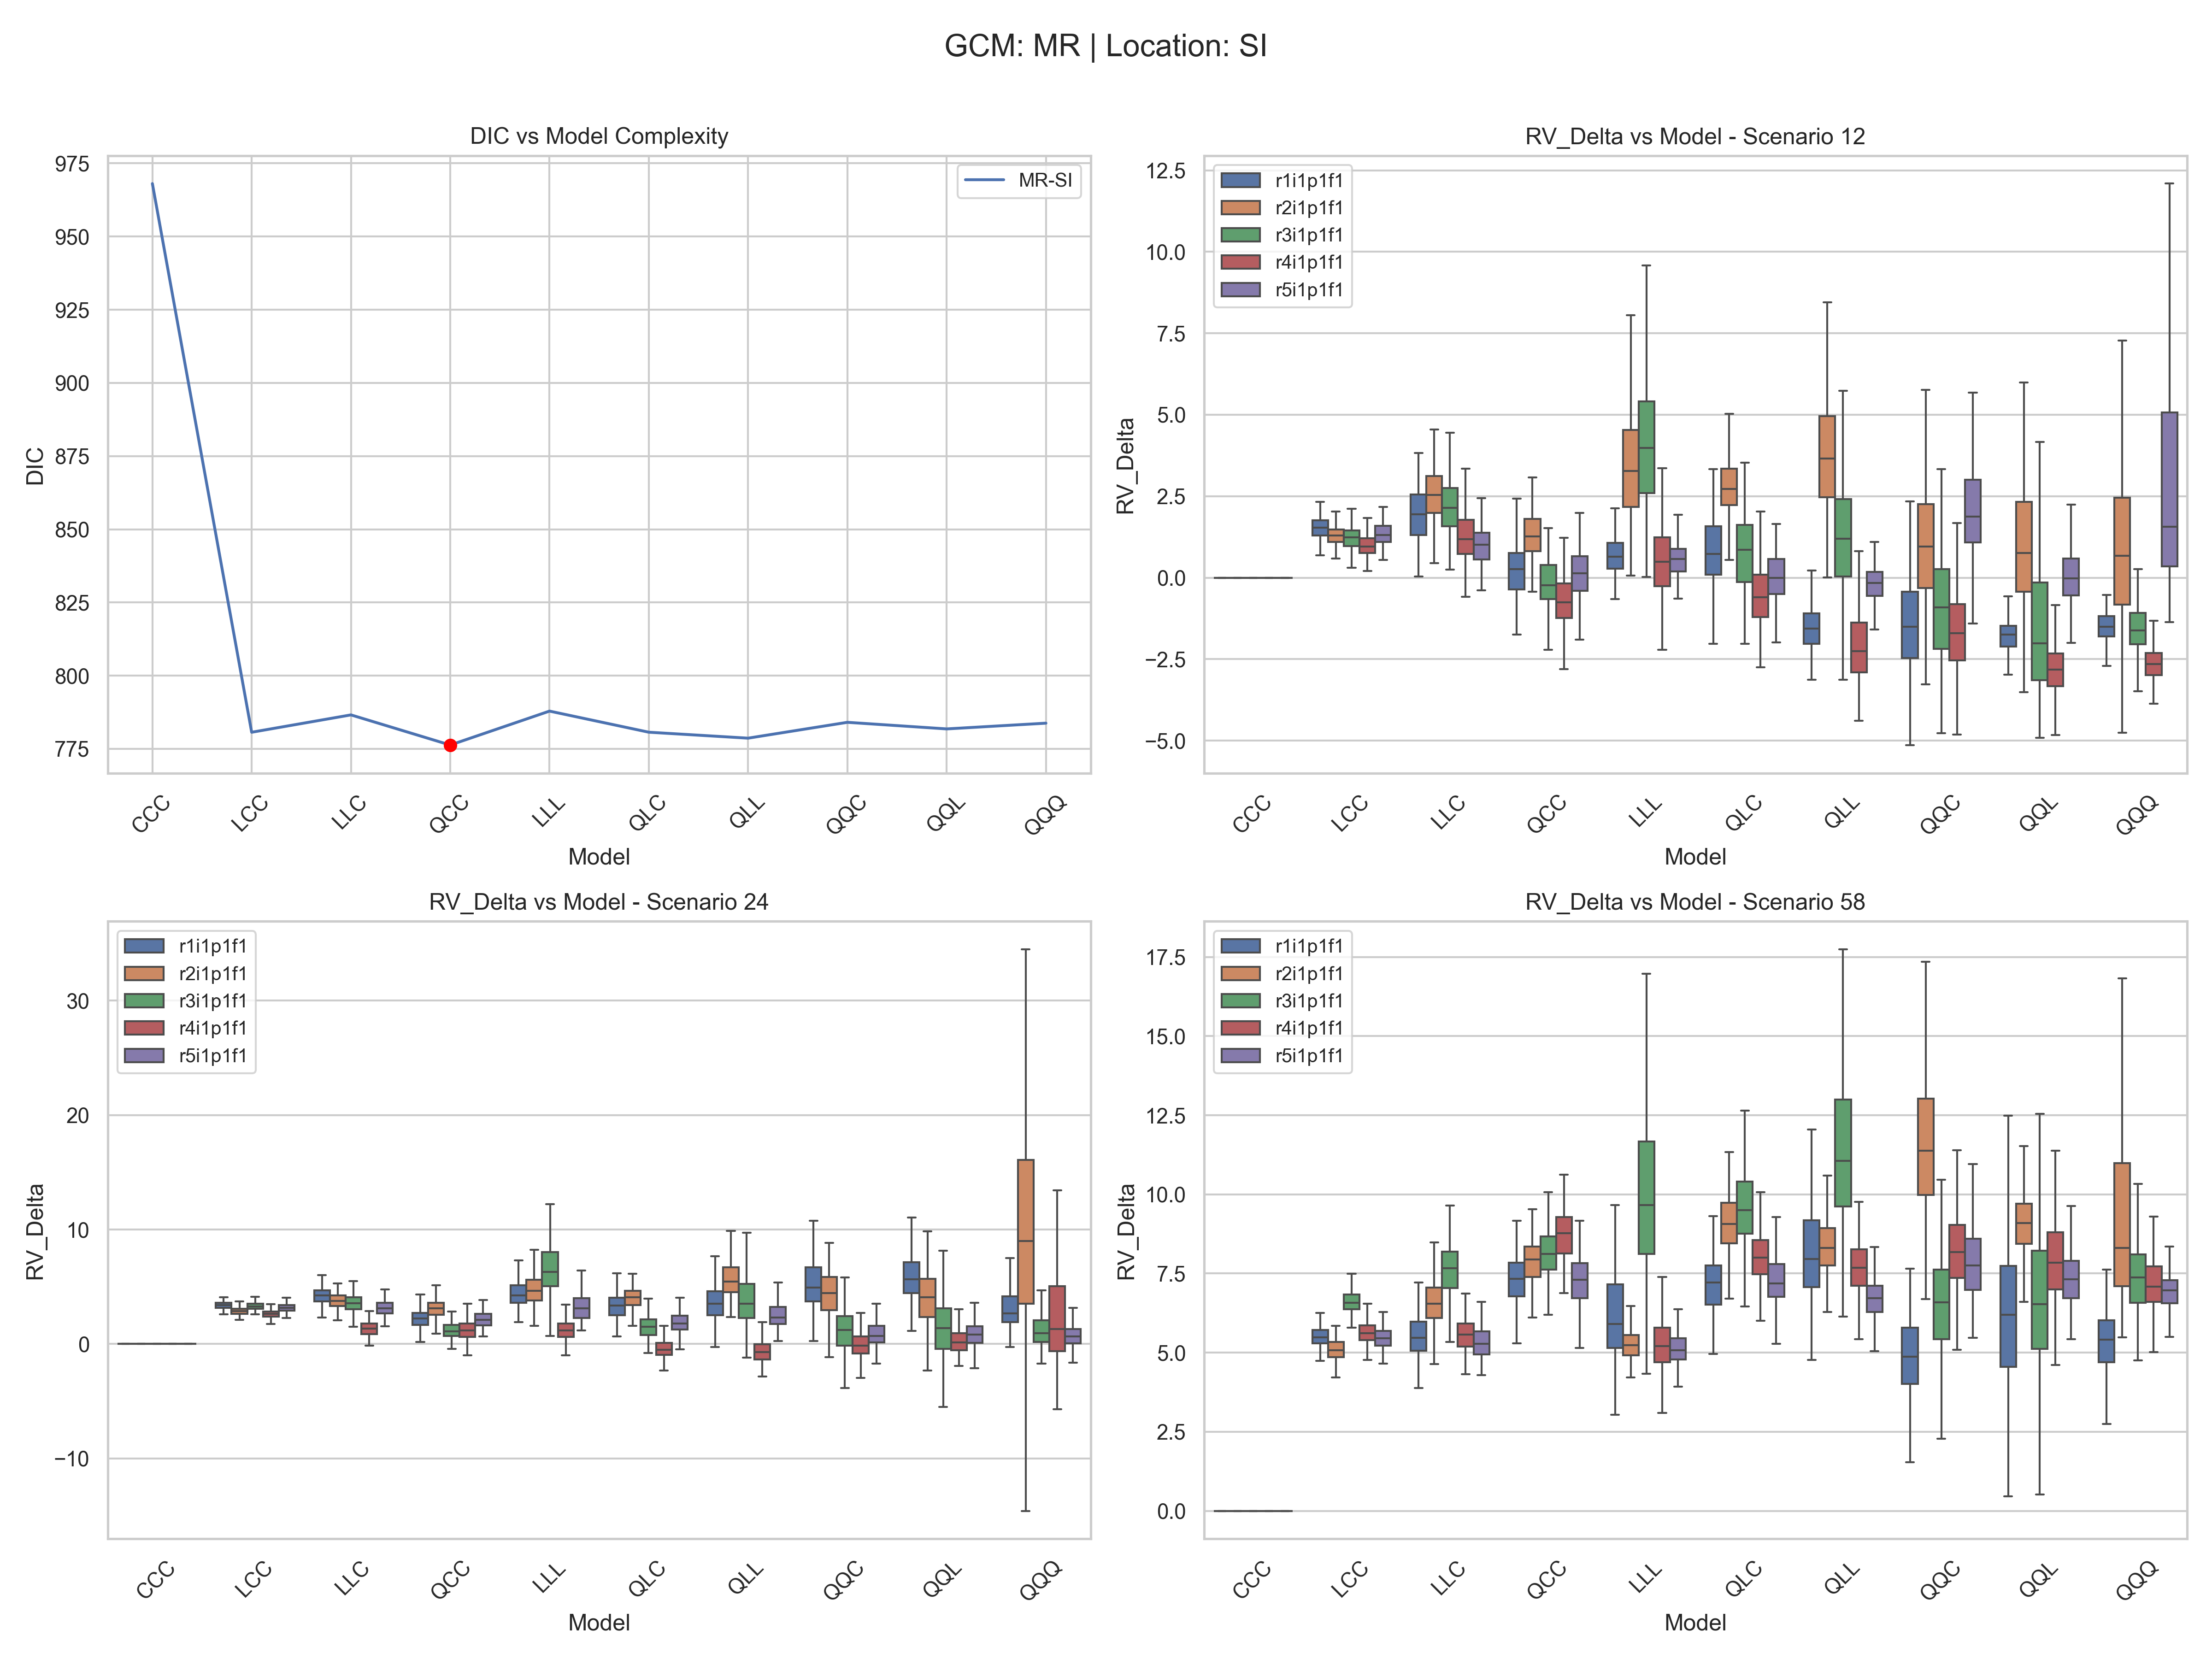 GCM: MR | Location: SI
DIC vs Model Complexity
975
950
925
900
875
850
825
800
775
DIC
MR-SI
CCC
LCC
LLC
QCC
LLL
QLC
QLL
QQC
QQL
QQQ
Model
RV_Delta vs Model - Scenario 12
12.5
10.0
7.5
5.0
2.5
0.0
−2.5
−5.0
RV_Delta
r1i1p1f1
r2i1p1f1
r3i1p1f1
r4i1p1f1
r5i1p1f1
CCC
LCC
LLC
QCC
LLL
QLC
QLL
QQC
QQL
QQQ
Model
RV_Delta vs Model - Scenario 24
30
20
10
0
−10
RV_Delta
r1i1p1f1
r2i1p1f1
r3i1p1f1
r4i1p1f1
r5i1p1f1
CCC
LCC
LLC
QCC
LLL
QLC
QLL
QQC
QQL
QQQ
Model
RV_Delta vs Model - Scenario 58
17.5
15.0
12.5
10.0
7.5
5.0
2.5
0.0
RV_Delta
r1i1p1f1
r2i1p1f1
r3i1p1f1
r4i1p1f1
r5i1p1f1
CCC
LCC
LLC
QCC
LLL
QLC
QLL
QQC
QQL
QQQ
Model